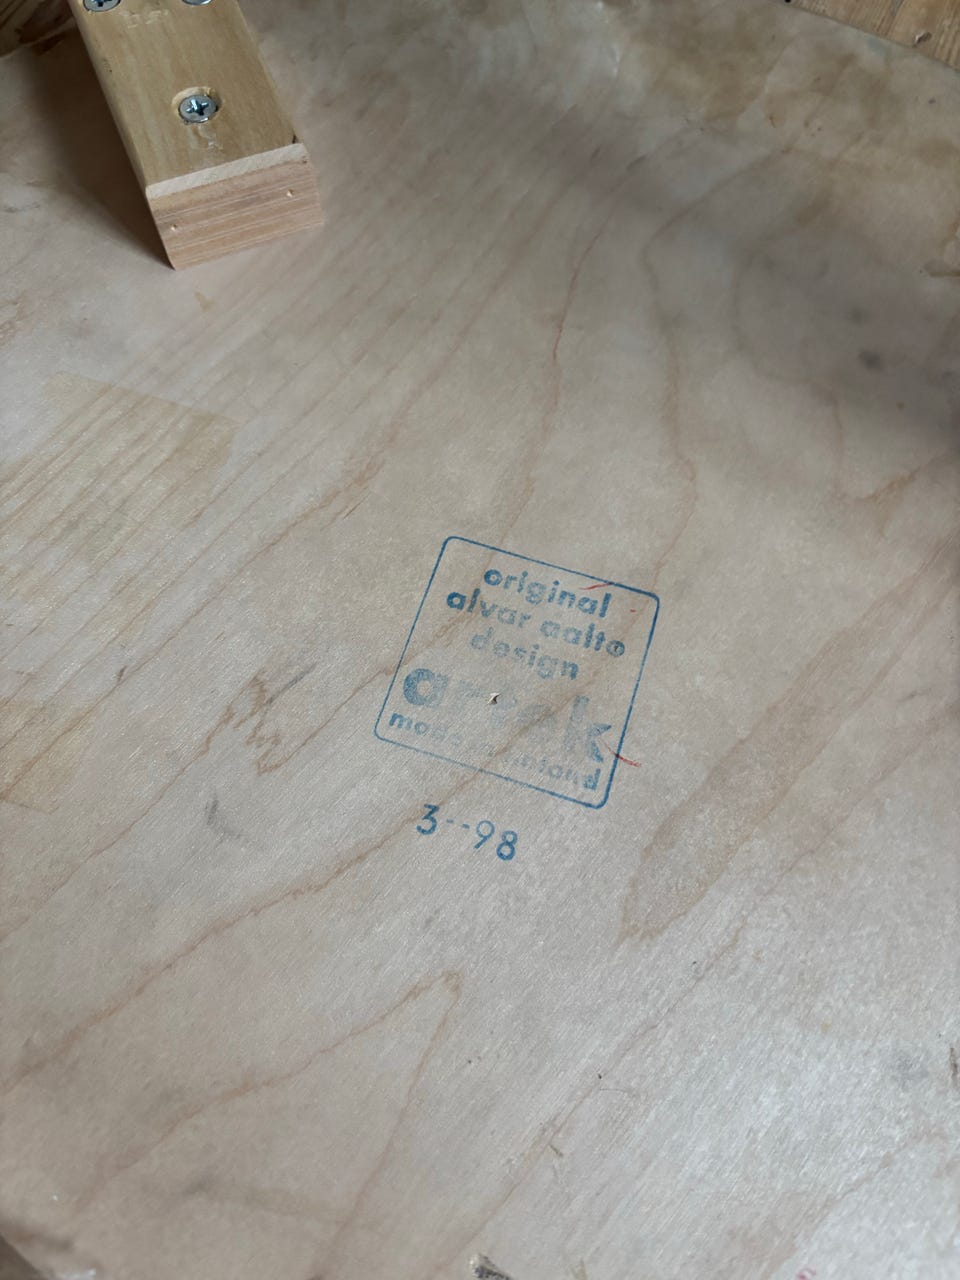 original
alvar aalto
design
artek
made in finland
3--98